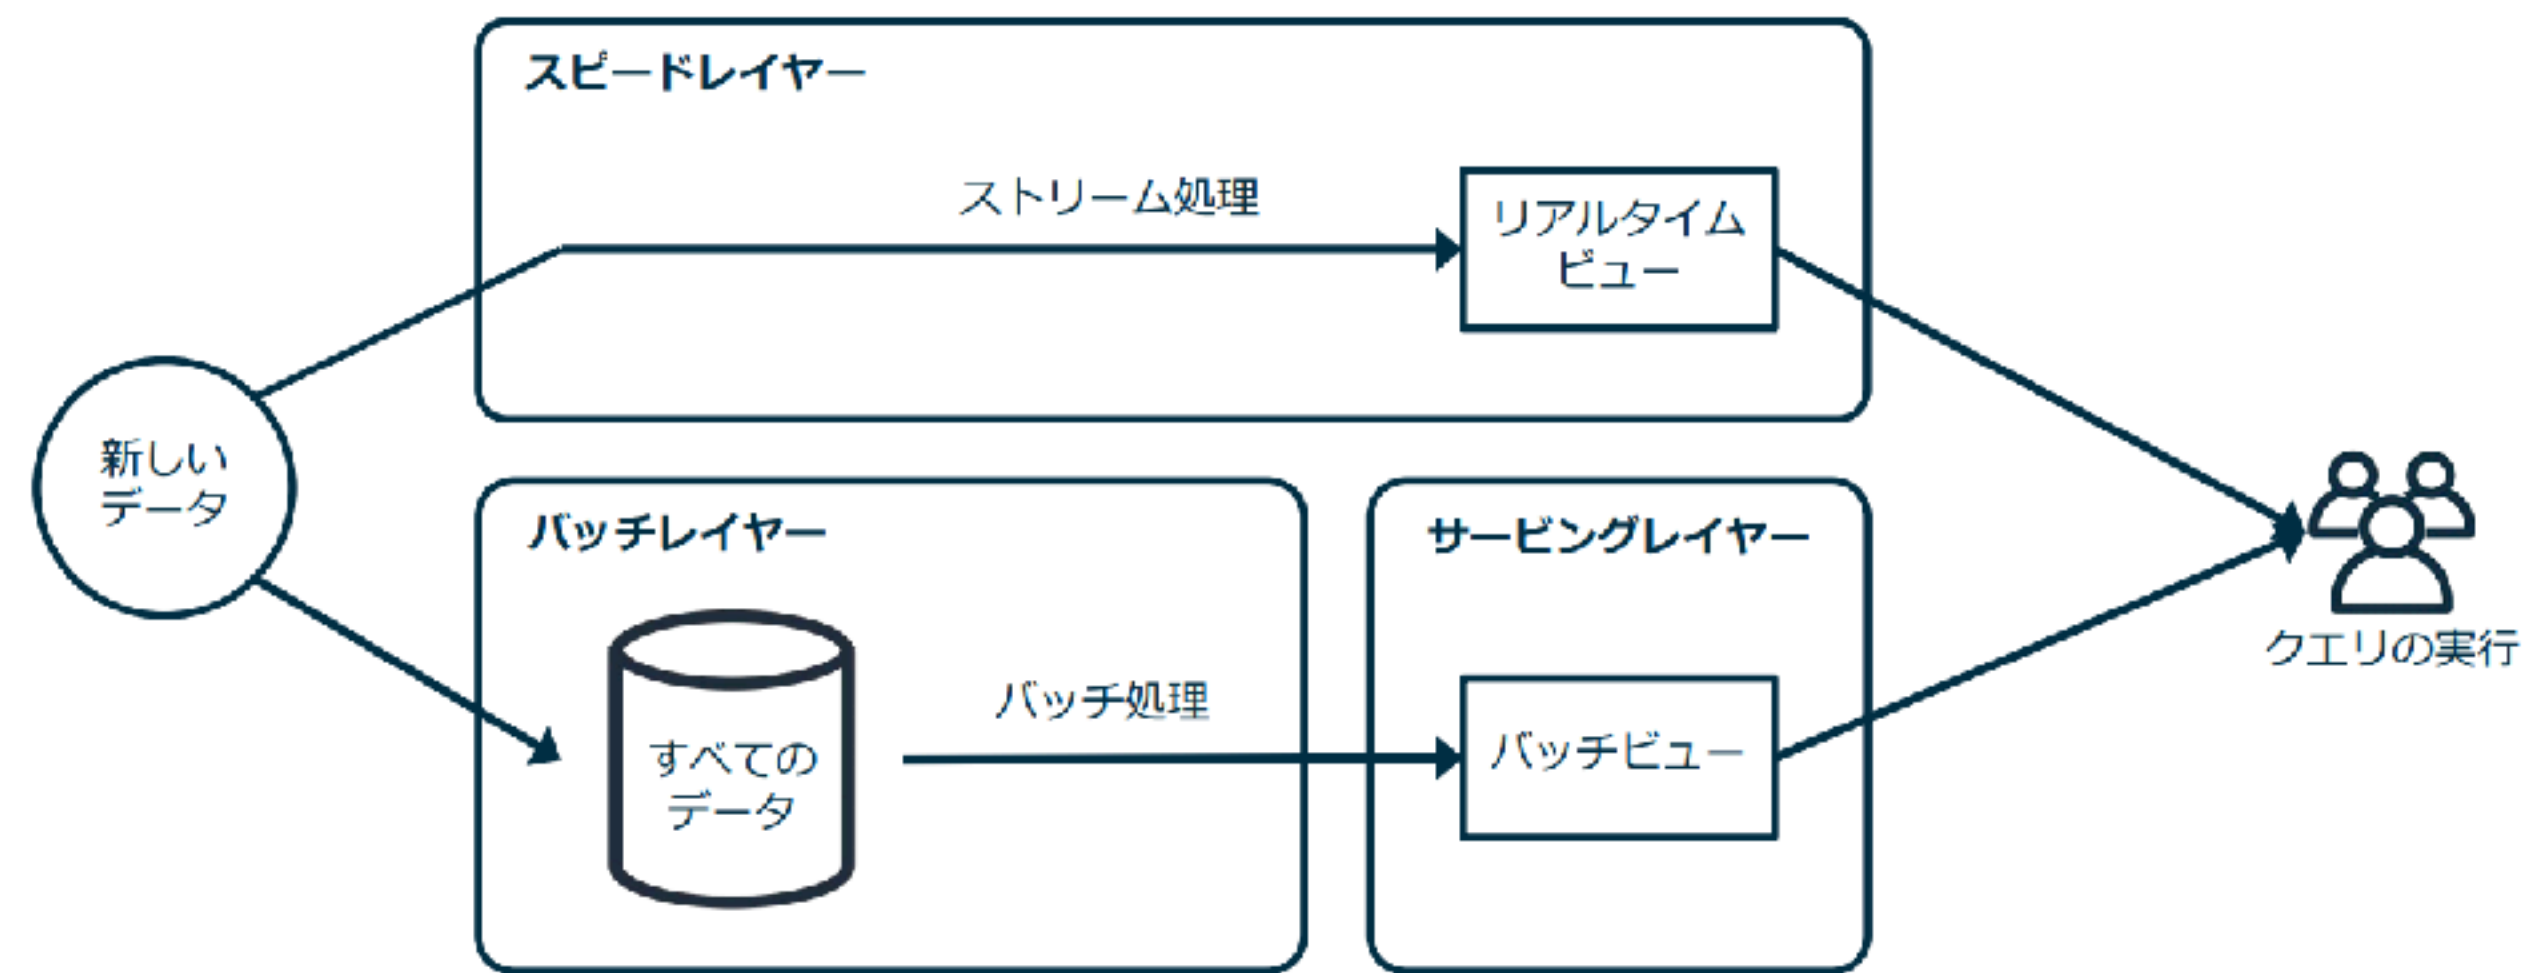 スピードレイヤー
ストリーム処理
リアルタイム
ビュー
新しい
データ
バッチレイヤー
すべての
データ
バッチ処理
サービングレイヤー
バッチビュー
クエリの実行